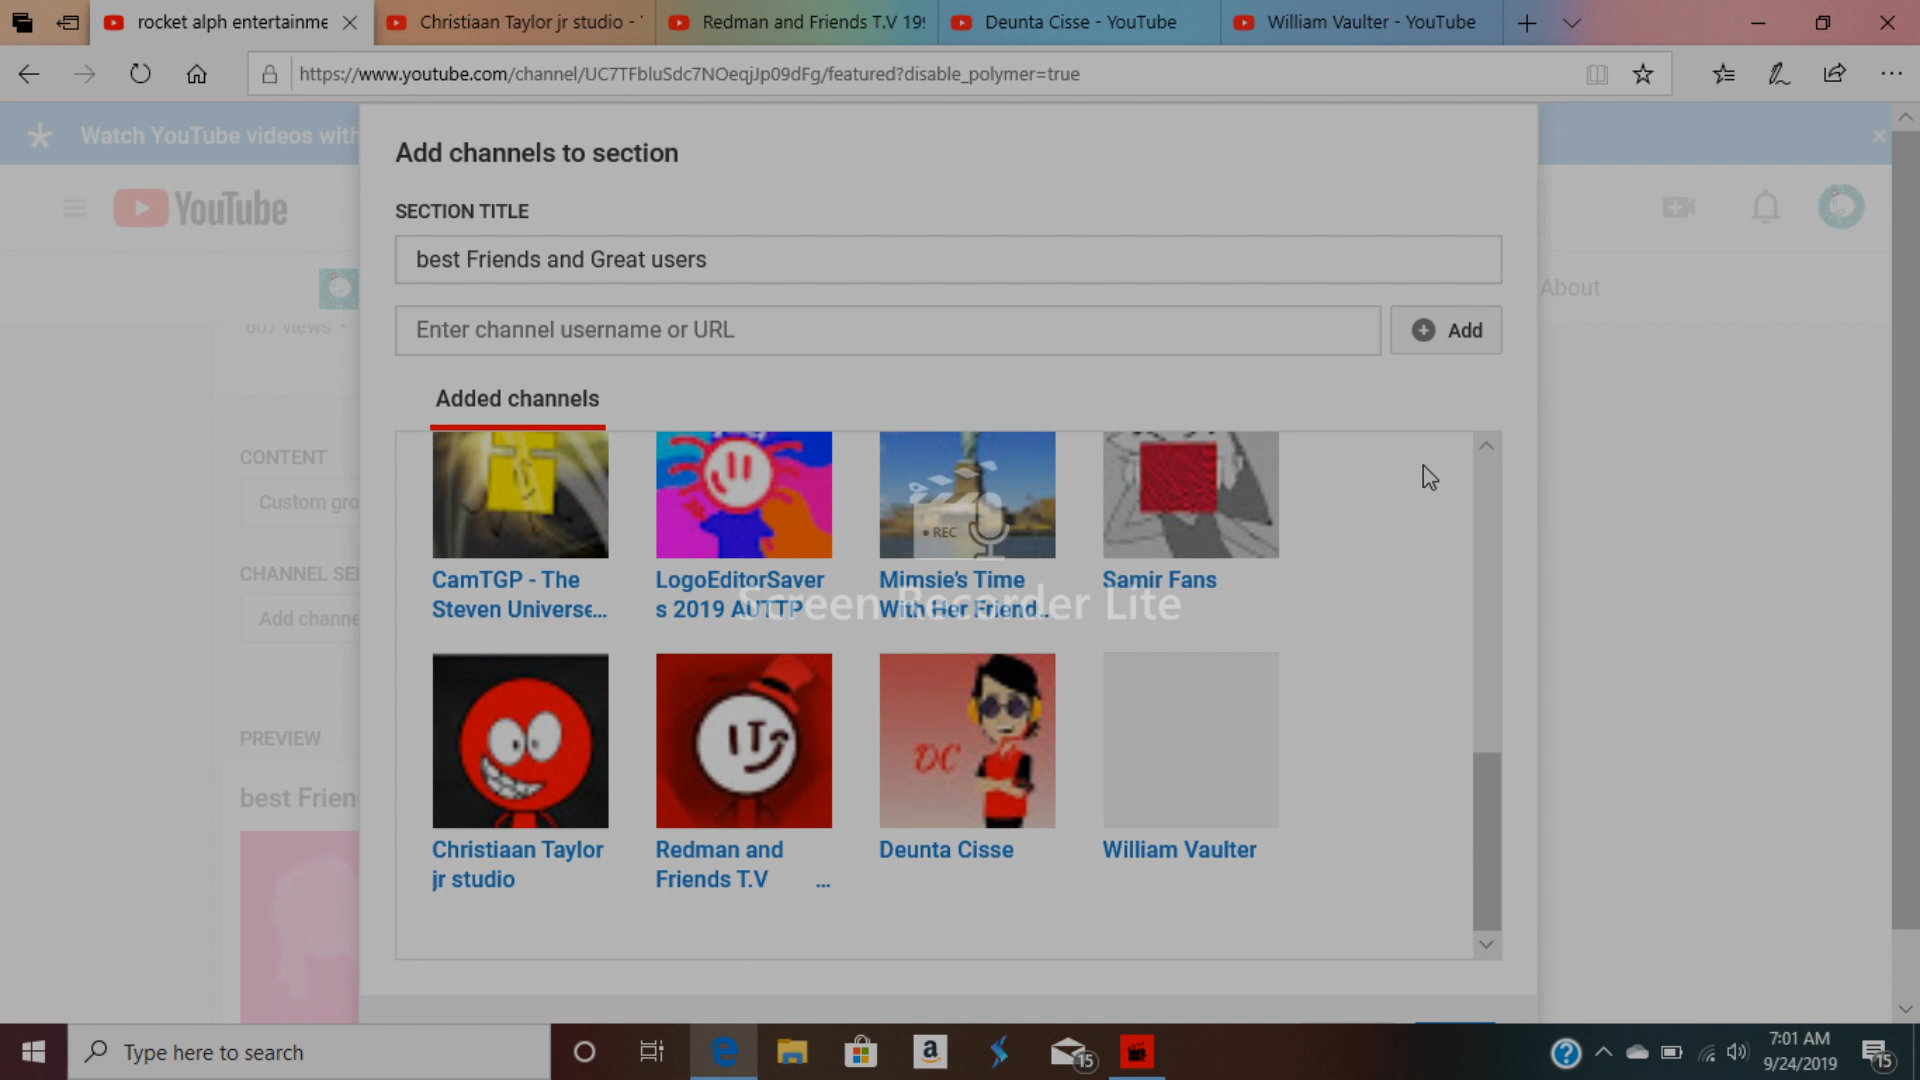 rocket alph entertainme
Christiaan Taylor jr studio -
Redman and Friends T.V 199
Deunta Cisse - YouTube
William Vaulter - YouTube
https://www.youtube.com/channel/UC7TFbluSdc7NOeqjJp09dFg/featured?disable_polymer=true
Watch YouTube videos with
Add channels to section
YouTube
SECTION TITLE
best Friends and Great users
About
607 views
Enter channel username or URL
Add
Added channels
CONTENT
Custom gro
CHANNEL SE
Add channe
PREVIEW
best Frien
REC
Screen Recorder Lite
CamTGP - The
Steven Universe...
LogoEditorSaver
s 2019 AUTTP
Mimsie's Time
With Her Friend...
Samir Fans
DC
Christiaan Taylor
jr studio
Redman and
Friends T.V ...
Deunta Cisse
William Vaulter
Type here to search
a
15
7:01 AM
9/24/2019
15